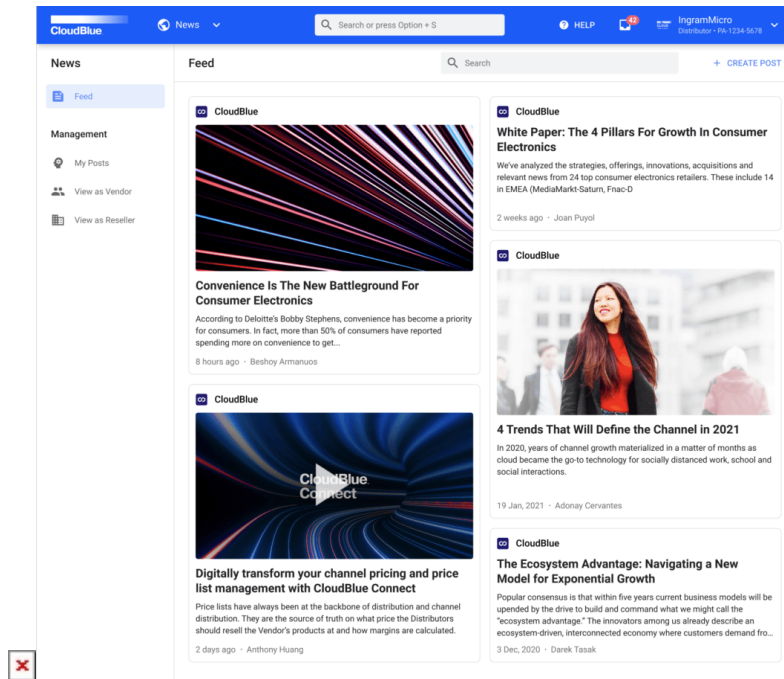 CloudBlue
News
Search or press Option + S
HELP
42
IngramMicro
Distributor • PA-1234-5678
News
Feed
Search
+ CREATE POST
Feed
Management
My Posts
View as Vendor
View as Reseller
CloudBlue
Convenience Is The New Battleground For
Consumer Electronics
According to Deloitte's Bobby Stephens, convenience has become a priority
for consumers. In fact, more than 50% of consumers have reported
spending more on convenience to get...
8 hours ago • Beshoy Armanuos
CloudBlue
CloudBlue
Connect
Digitally transform your channel pricing and price
list management with CloudBlue Connect
Price lists have always been at the backbone of distribution and channel
distribution. They are the source of truth on what price the Distributors
should resell the Vendor's products at and how margins are calculated.
2 days ago • Anthony Huang
CloudBlue
White Paper: The 4 Pillars For Growth In Consumer
Electronics
We've analyzed the strategies, offerings, innovations, acquisitions and
relevant news from 24 top consumer electronics retailers. These include 14
in EMEA (MediaMarkt-Saturn, Fnac-D
2 weeks ago • Joan Puyol
CloudBlue
4 Trends That Will Define the Channel in 2021
In 2020, years of channel growth materialized in a matter of months as
cloud became the go-to technology for socially distanced work, school and
social interactions.
19 Jan, 2021 • Adonay Cervantes
CloudBlue
The Ecosystem Advantage: Navigating a New
Model for Exponential Growth
Popular consensus is that within five years current business models will be
upended by the drive to build and command what we might call the
"ecosystem advantage." The innovators among us already describe an
ecosystem-driven, interconnected economy where customers demand fro...
3 Dec, 2020 • Darek Tasak